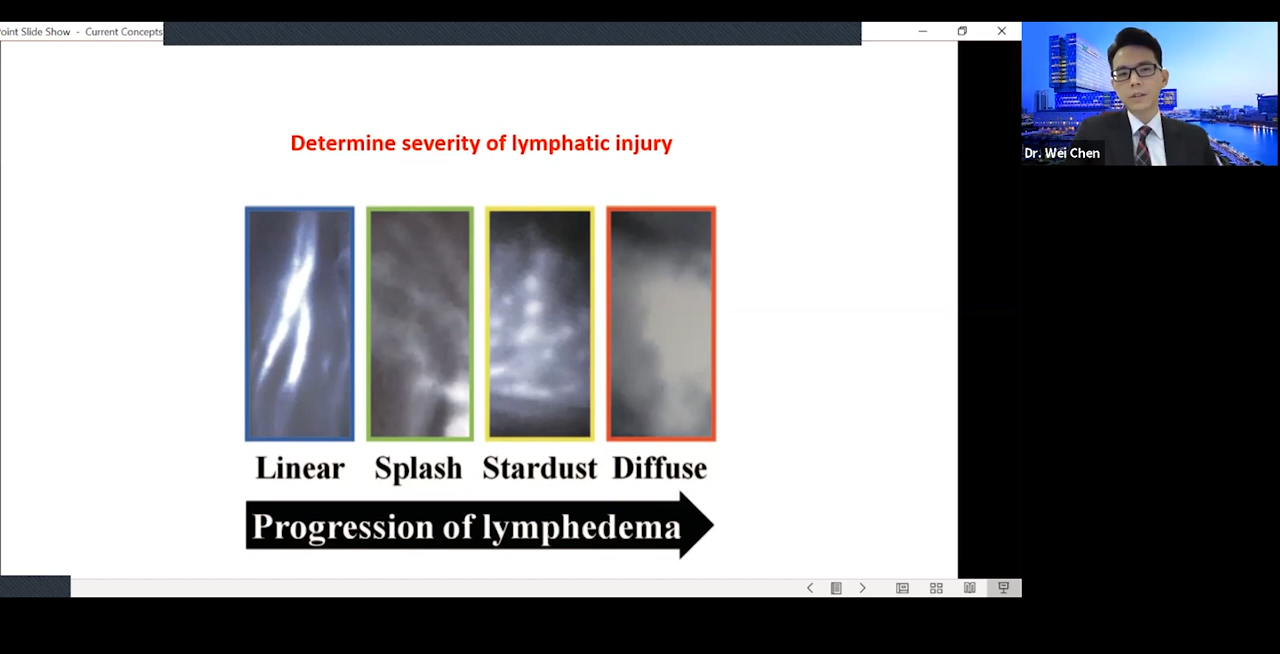 oint Slide Show - Current Concepts
Dr. Wei Chen
Determine severity of lymphatic injury
Linear Splash Stardust Diffuse
Progression of lymphedema